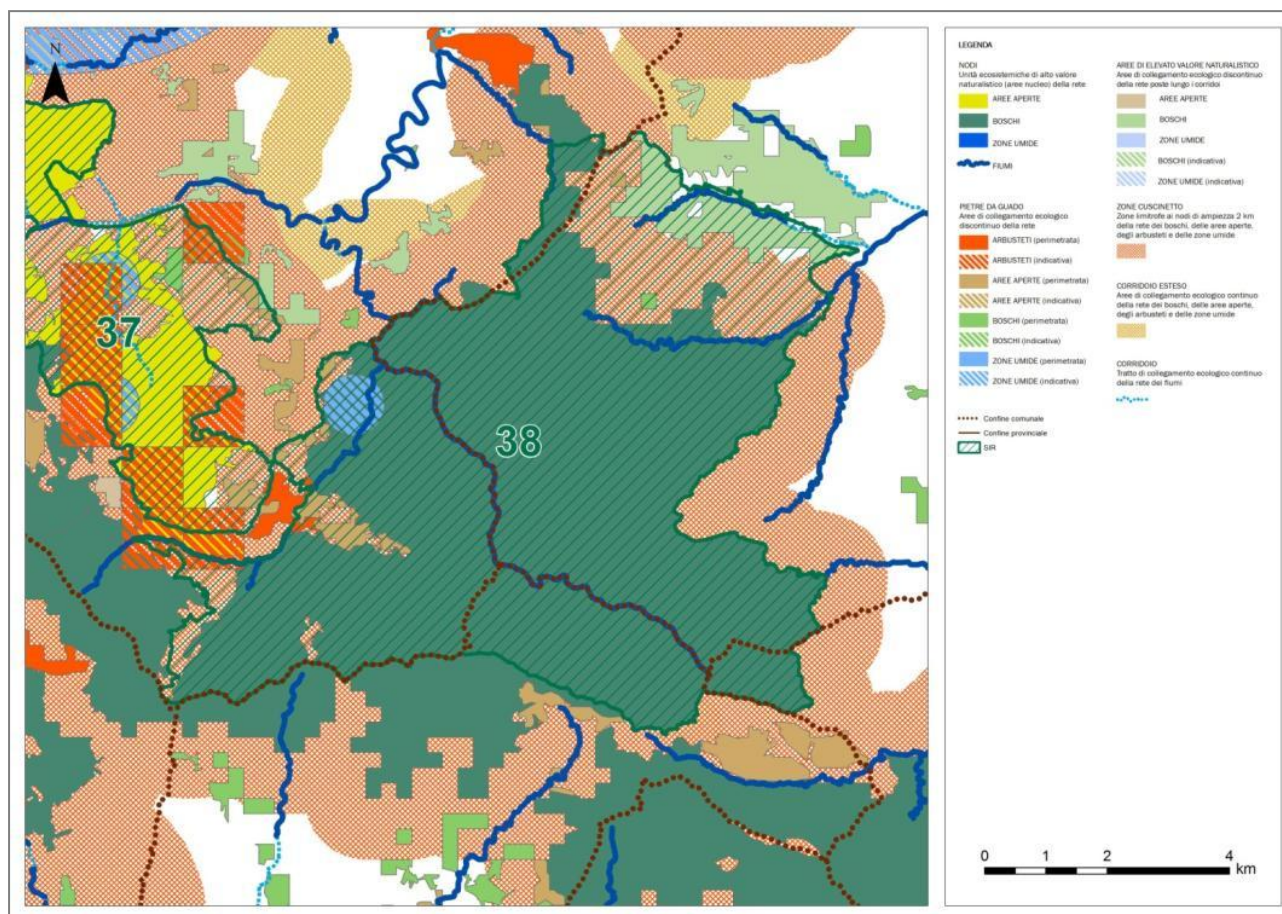 N
37
38
LEGENDA
NODI
Unità ecosistemiche di alto valore
naturalistico (aree nucleo) della rete
AREE APERTE
BOSCHI
ZONE UMIDE
FIUMI
PIETRE DA GUADO
Aree di collegamento ecologico
discontinuo della rete
ARBUSTETI (perimetrata)
ARBUSTETI (indicativa)
AREE APERTE (perimetrata)
AREE APERTE (indicativa)
BOSCHI (perimetrata)
BOSCHI (indicativa)
ZONE UMIDE (perimetrata)
ZONE UMIDE (indicativa)
Confine comunale
Confine provinciale
SIR
AREE DI ELEVATO VALORE NATURALISTICO
Aree di collegamento ecologico discontinuo
della rete poste lungo i corridoi
AREE APERTE
BOSCHI
ZONE UMIDE
BOSCHI (indicativa)
ZONE UMIDE (indicativa)
ZONE CUSCINETTO
Zone limitrofe ai nodi di ampiezza 2 km
della rete dei boschi, delle aree aperte,
degli arbusteti e delle zone umide
CORRIDOIO ESTESO
Aree di collegamento ecologico continuo
della rete dei boschi, delle aree aperte,
degli arbusteti e delle zone umide
CORRIDOIO
Tratto di collegamento ecologico continuo
della rete dei fiumi
0 1 2 4
km